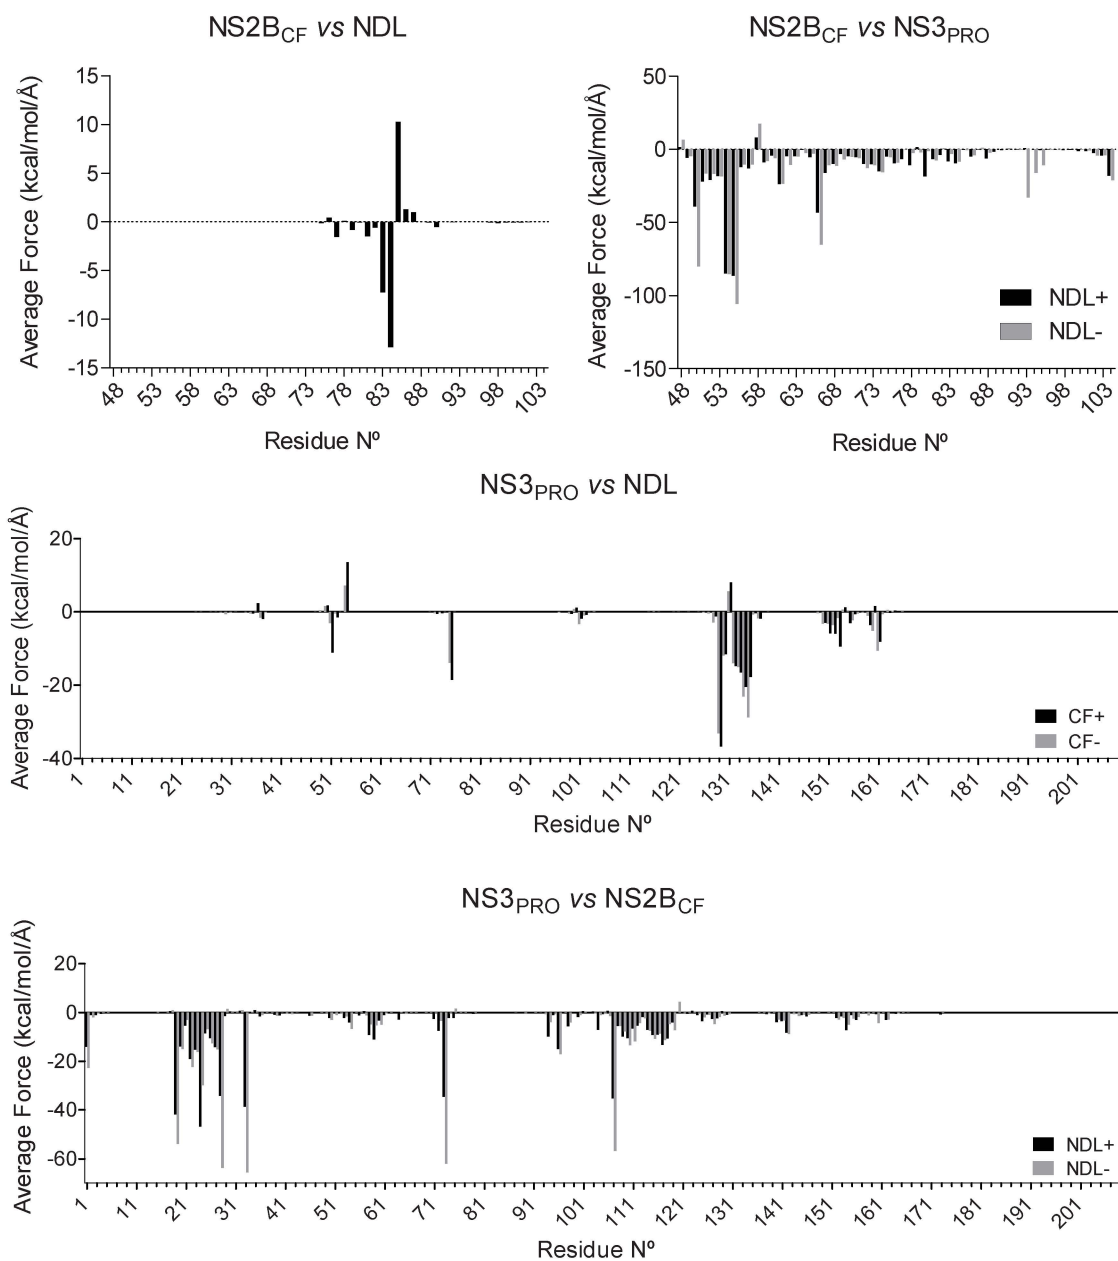 NS2BCF vs NDL
NS2BCF vs NS3PRO
Average Force (kcal/mol/Å)
15
10
5
0
-5
-10
-15
48 53 58 63 68 73 78 83 88 93 98 103
Residue Nº
Average Force (kcal/mol/Å)
50
0
-50
-100
-150
NDL+
NDL-
48 53 58 63 68 73 78 83 88 93 98 103
Residue Nº
NS3PRO vs NDL
Average Force (kcal/mol/Å)
20
0
-20
-40
CF+
CF-
1 11 21 31 41 51 61 71 81 91 101 111 121 131 141 151 161 171 181 191 201
Residue Nº
NS3PRO vs NS2BCF
Average Force (kcal/mol/Å)
20
0
-20
-40
-60
NDL+
NDL-
1 11 21 31 41 51 61 71 81 91 101 111 121 131 141 151 161 171 181 191 201
Residue Nº